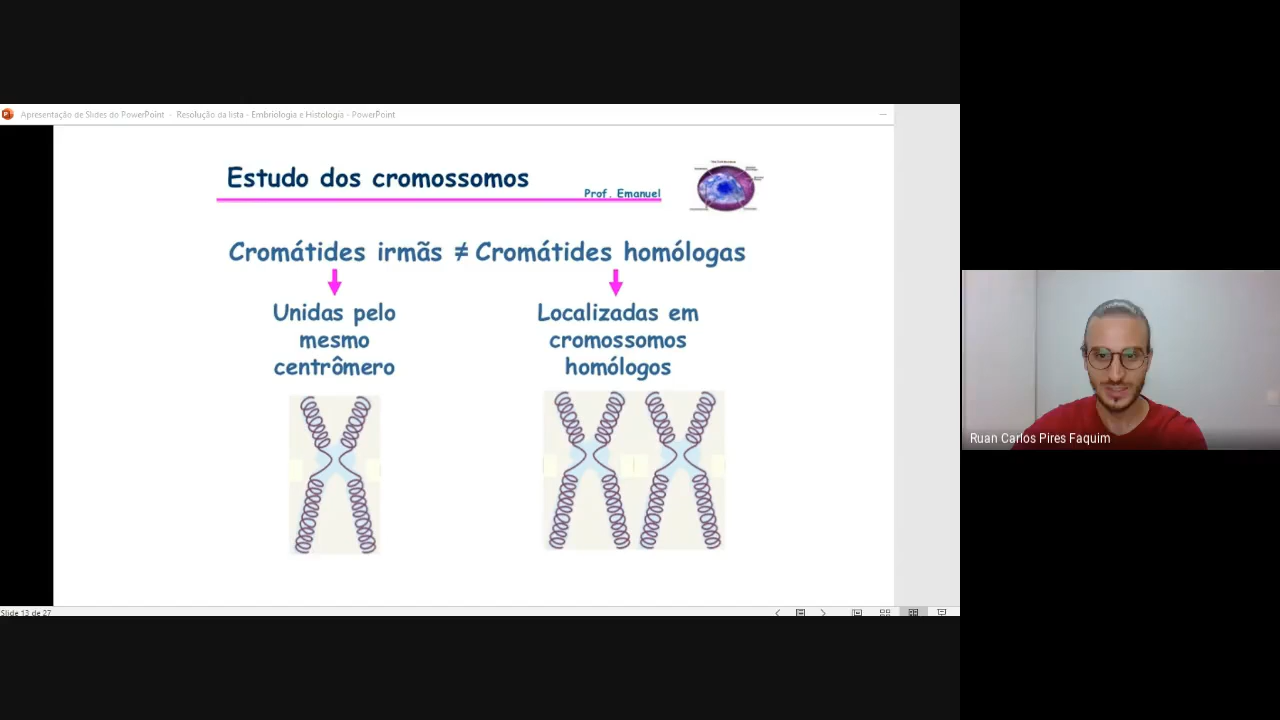 Apresentação de Slides do PowerPoint - Resolução da lista - Embriologia e Histologia - PowerPoint
Estudo dos cromossomos
Prof. Emanuel
Cromátides irmãs ≠ Cromátides homólogas
Unidas pelo
mesmo
centrômero
Localizadas em
cromossomos
homólogos
Ruan Carlos Pires Faquim
Slide 13 de 27